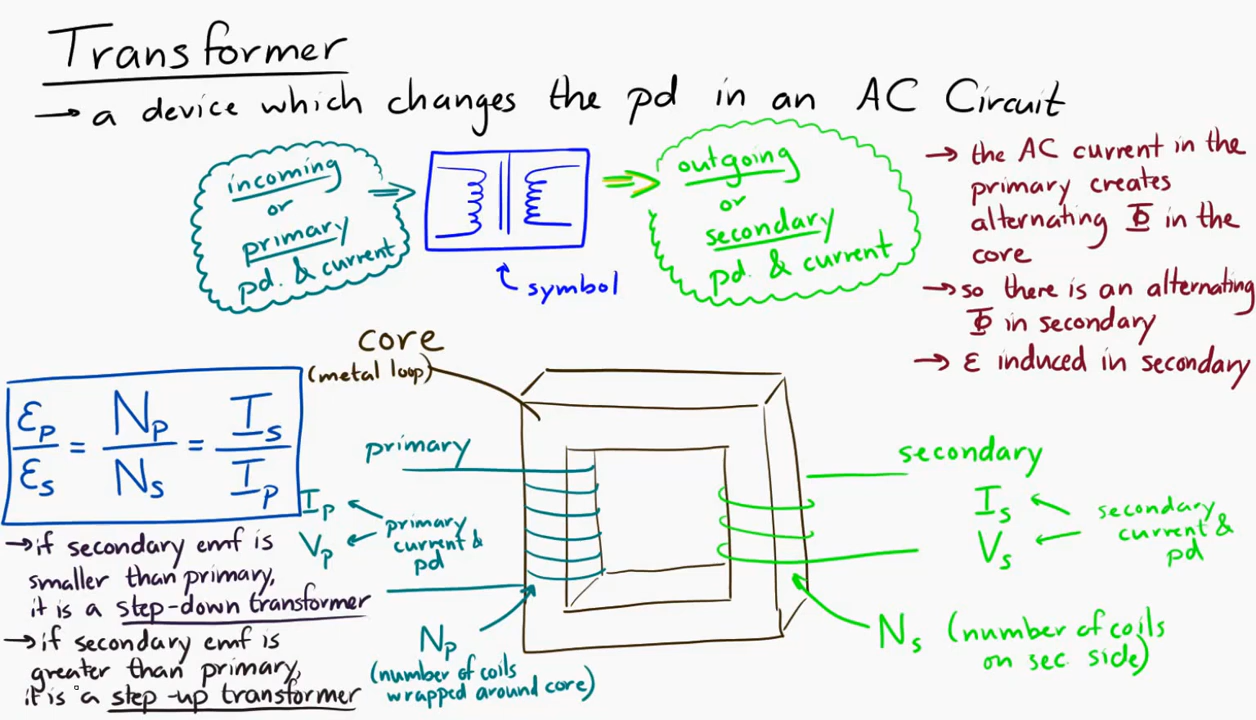 Transformer
→ a device which changes the pd in an AC Circuit
incoming
or
primary
pd. & current
symbol
outgoing
or
secondary
pd. & current
→ the AC current in the
primary creates
alternating Φ in the
core
→ so there is an alternating
Φ in secondary
→ ε induced in secondary
core
(metal loop)
εp/εs = Np/Ns = Is/Ip
→ if secondary emf is
smaller than primary,
it is a step-down transformer
→ if secondary emf is
greater than primary,
it is a step-up transformer
primary
Ip
Vp
primary
current &
pd
Np
(number of coils
wrapped around core)
secondary
Is
Vs
secondary
current &
pd
Ns (number of coils
on sec. side)